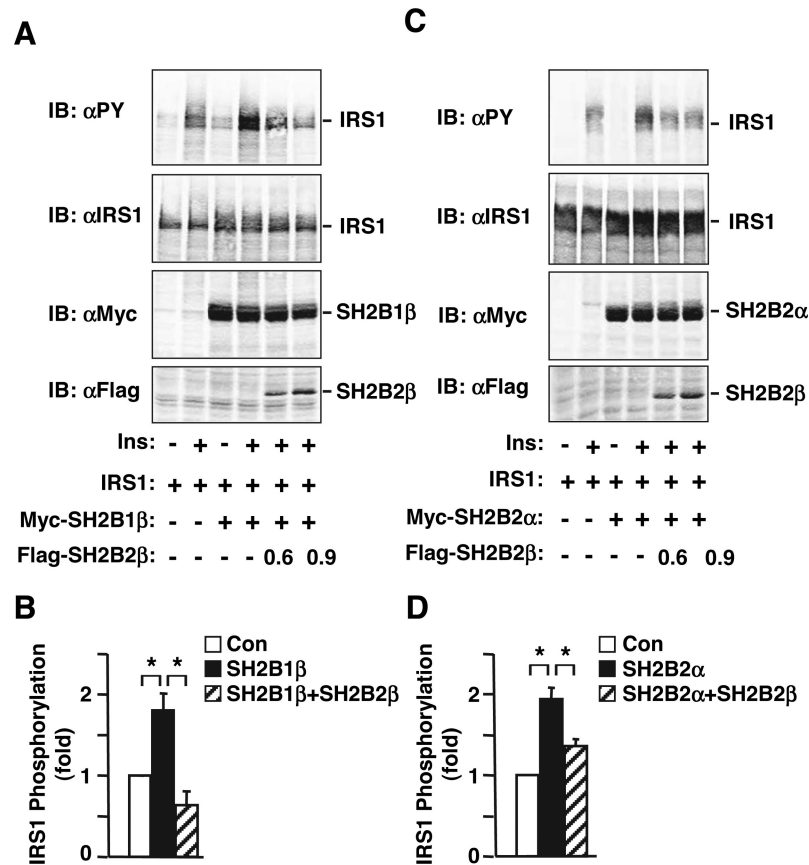 A
IB: αPY
IRS1
IB: αIRS1
IRS1
IB: αMyc
SH2B1β
IB: αFlag
SH2B2β
Ins: - + - + + +
IRS1: + + + + + +
Myc-SH2B1β: - - + + + +
Flag-SH2B2β: - - - - 0.6 0.9
C
IB: αPY
IRS1
IB: αIRS1
IRS1
IB: αMyc
SH2B2α
IB: αFlag
SH2B2β
Ins: - + - + + +
IRS1: + + + + + +
Myc-SH2B2α: - - + + + +
Flag-SH2B2β: - - - - 0.6 0.9
B
Con
SH2B1β
SH2B1β+SH2B2β
IRS1 Phosphorylation
(fold)
* *
2
1
0
D
Con
SH2B2α
SH2B2α+SH2B2β
IRS1 Phosphorylation
(fold)
* *
2
1
0